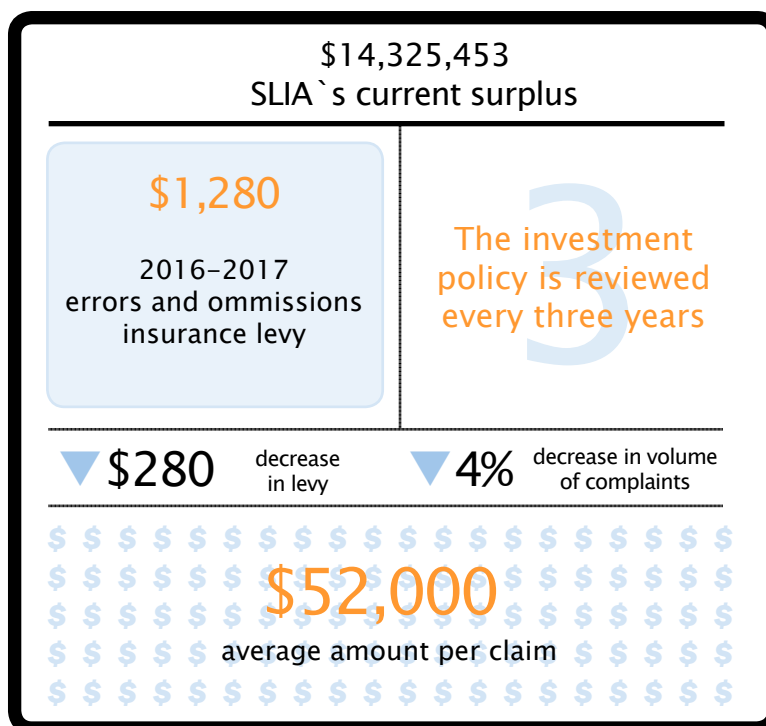 $14,325,453
SLIA`s current surplus
$1,280
2016-2017
errors and ommissions
insurance levy
3
The investment
policy is reviewed
every three years
$280
decrease
in levy
4%
decrease in volume
of complaints
$ $ $ $ $ $ $ $ $ $ $ $ $ $ $ $ $ $ $ $
$52,000
average amount per claim